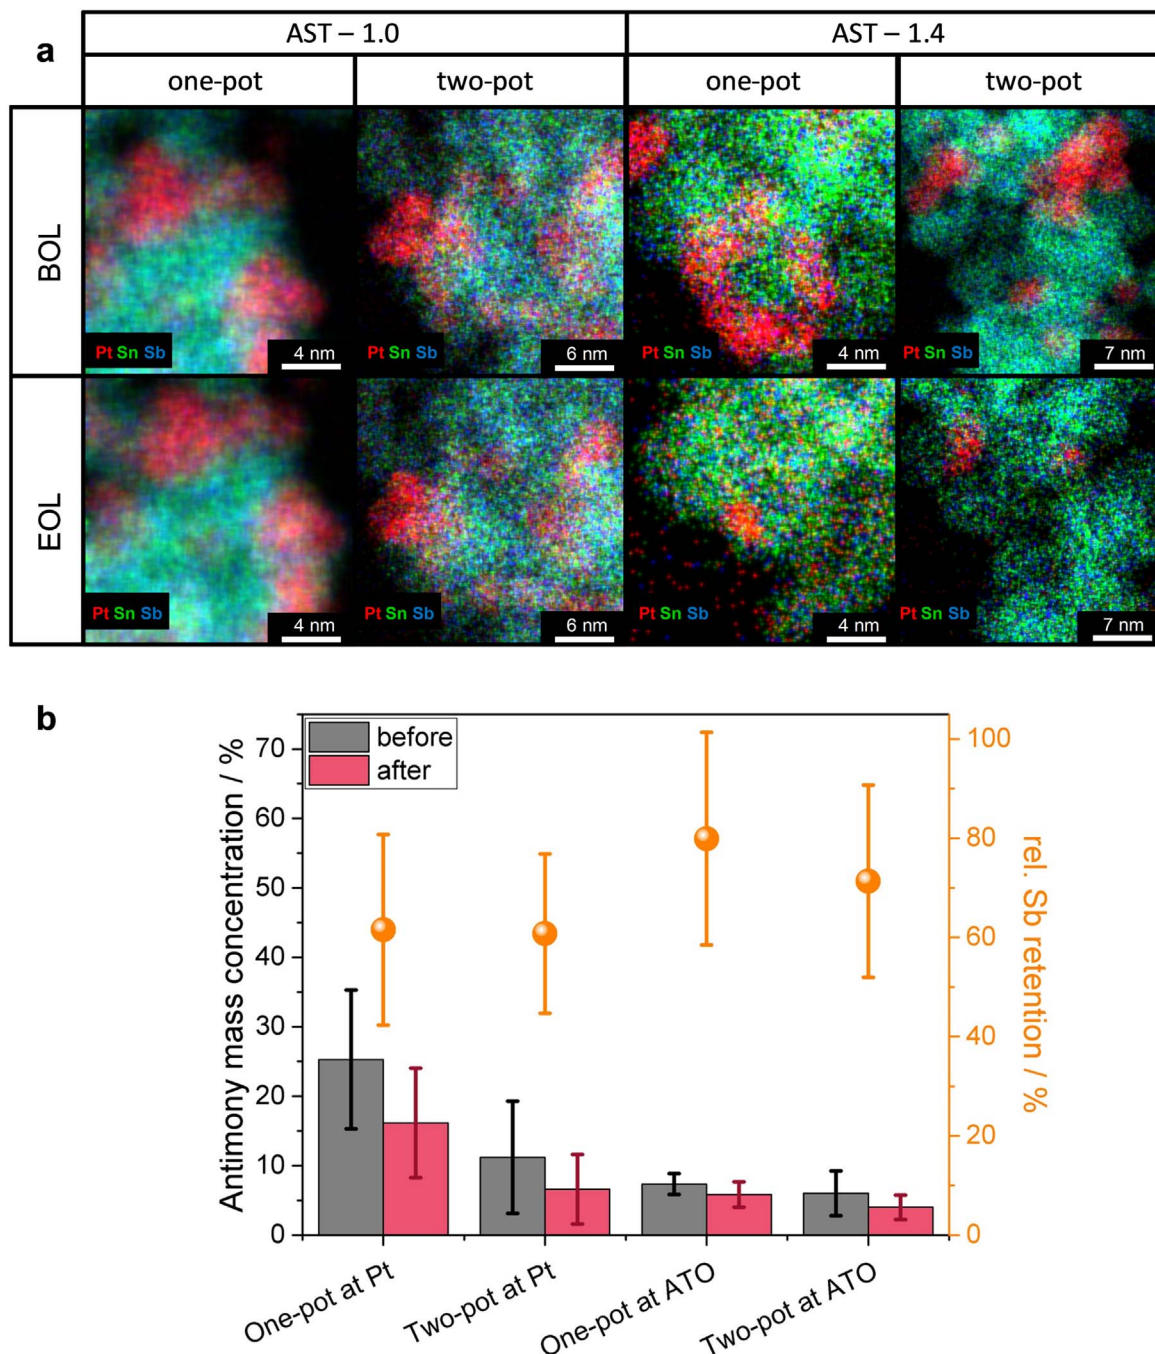 a
AST – 1.0
AST – 1.4
one-pot
two-pot
one-pot
two-pot
BOL
Pt Sn Sb
4 nm
Pt Sn Sb
6 nm
Pt Sn Sb
4 nm
Pt Sn Sb
7 nm
EOL
Pt Sn Sb
4 nm
Pt Sn Sb
6 nm
Pt Sn Sb
4 nm
Pt Sn Sb
7 nm
b
before
after
Antimony mass concentration / %
70
60
50
40
30
20
10
0
100
80
60
40
20
0
rel. Sb retention / %
One-pot at Pt
Two-pot at Pt
One-pot at ATO
Two-pot at ATO